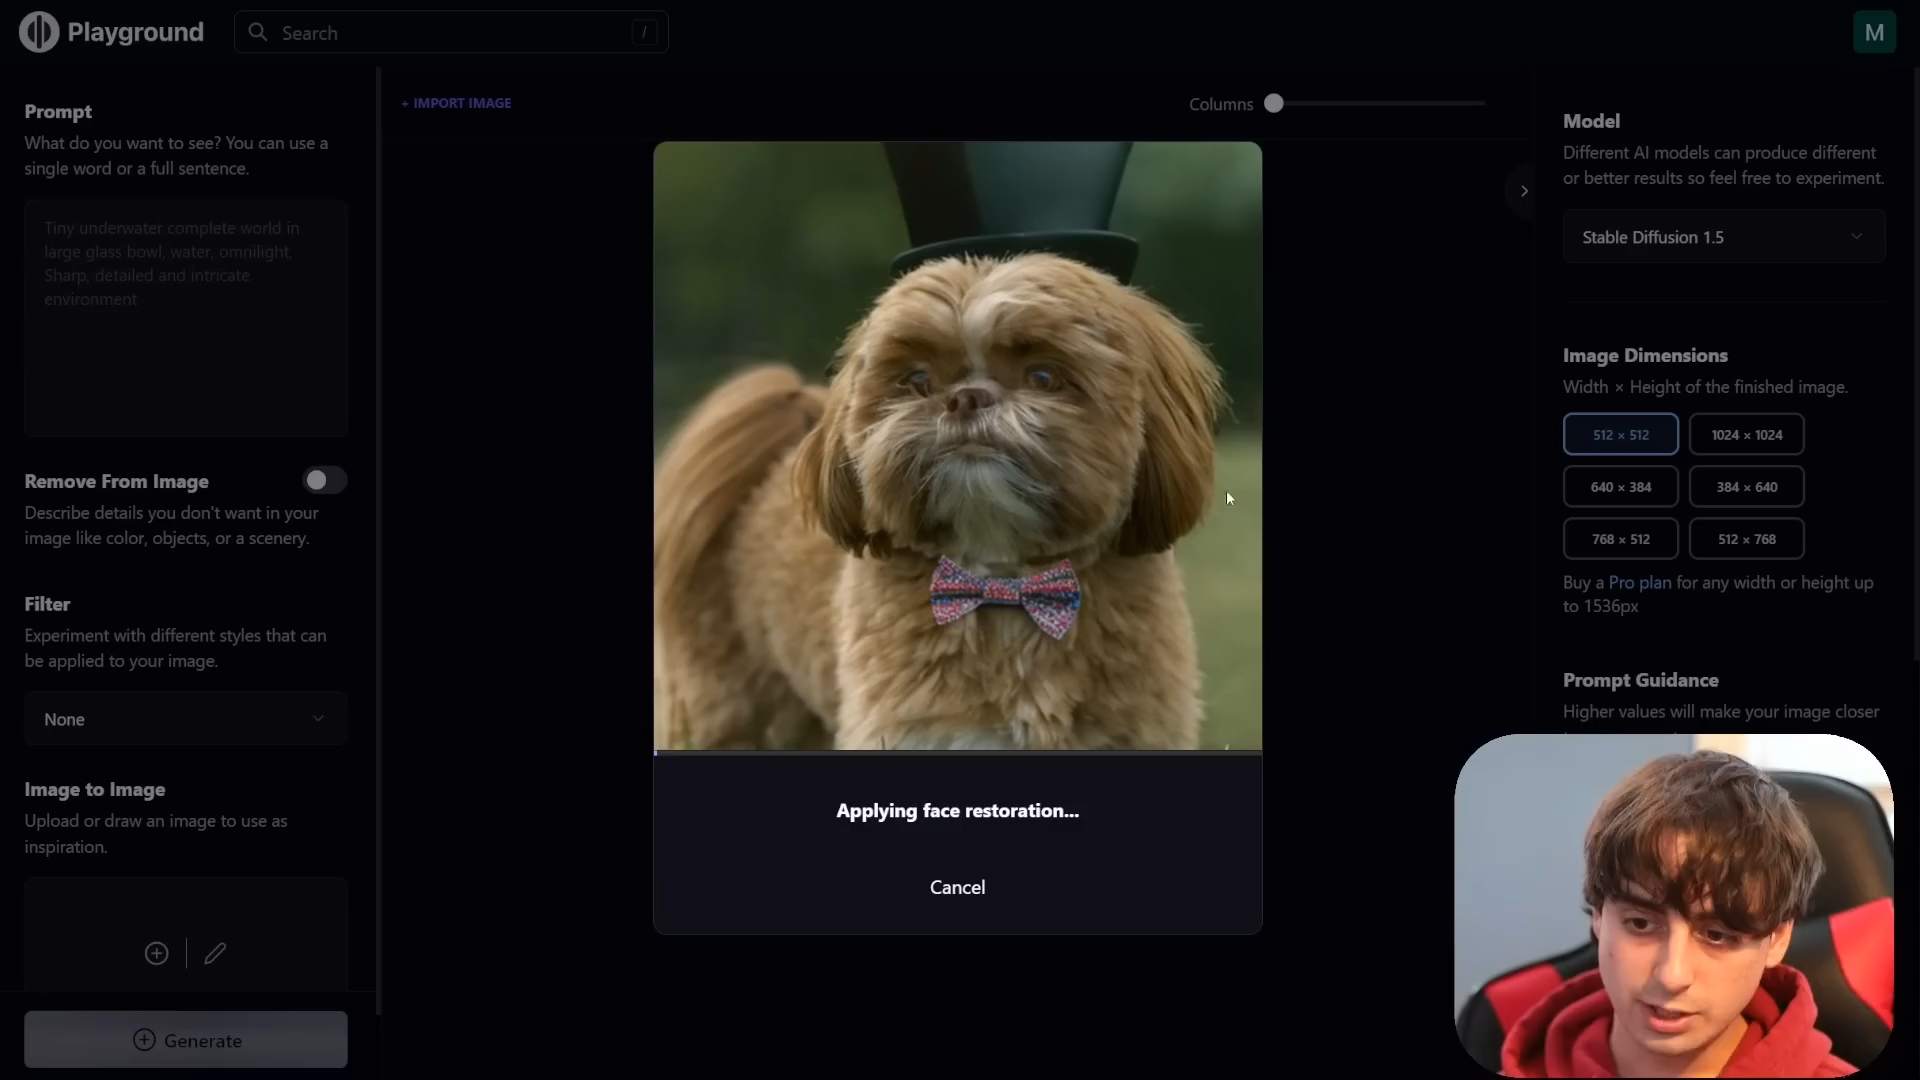 Playground
Search
/
M
Prompt
What do you want to see? You can use a
single word or a full sentence.
Tiny underwater complete world in
large glass bowl, water, omnilight,
Sharp, detailed and intricate
environment
Remove From Image
Describe details you don't want in your
image like color, objects, or a scenery.
Filter
Experiment with different styles that can
be applied to your image.
None
Image to Image
Upload or draw an image to use as
inspiration.
Generate
+ IMPORT IMAGE
Columns
Applying face restoration...
Cancel
Model
Different AI models can produce different
or better results so feel free to experiment.
Stable Diffusion 1.5
Image Dimensions
Width × Height of the finished image.
512 × 512
1024 × 1024
640 × 384
384 × 640
768 × 512
512 × 768
Buy a Pro plan for any width or height up
to 1536px
Prompt Guidance
Higher values will make your image closer